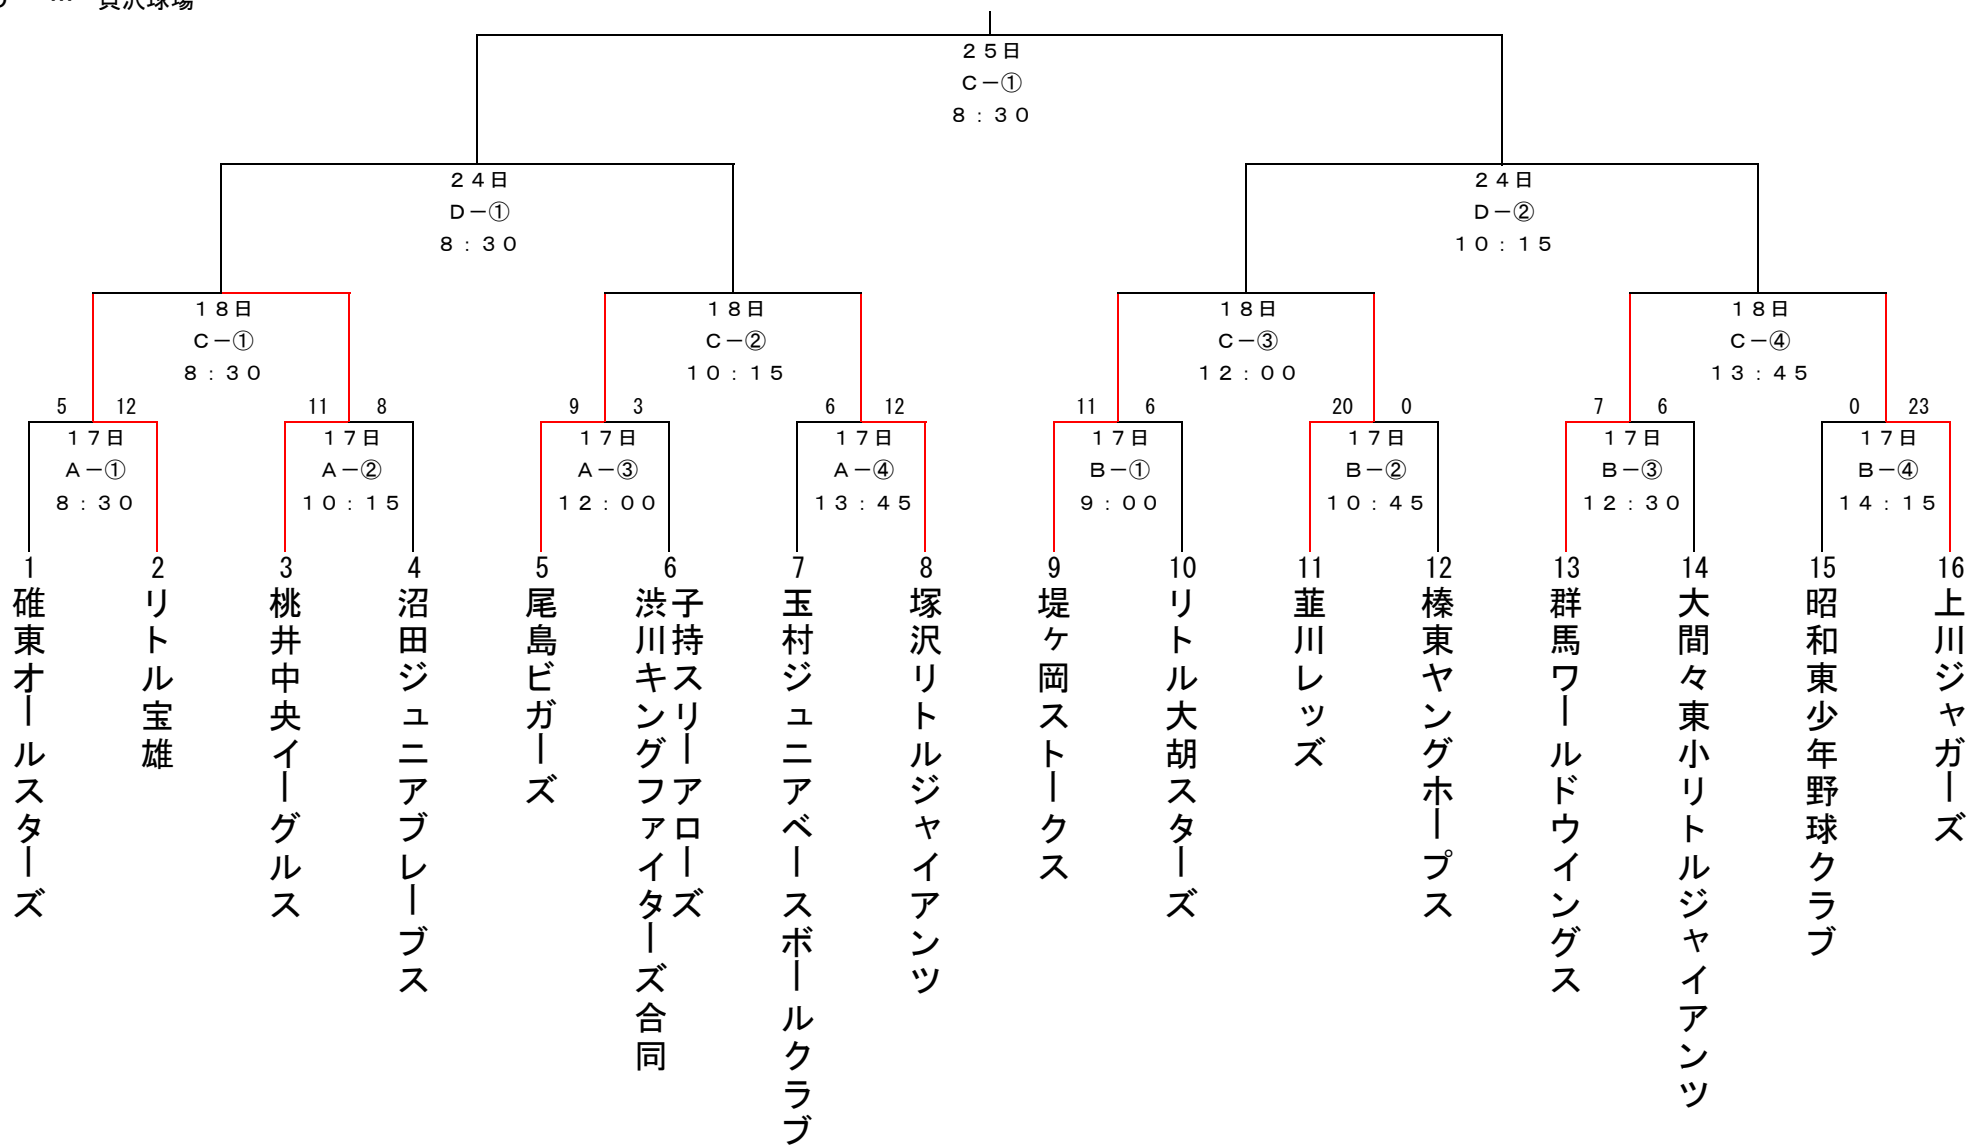 … 貝沢球場
25日
C-①
8:30
24日
D-①
8:30
24日
D-②
10:15
18日
C-①
8:30
18日
C-②
10:15
18日
C-③
12:00
18日
C-④
13:45
5 12
11 8
9 3
6 12
11 6
20 0
7 6
0 23
17日
A-①
8:30
17日
A-②
10:15
17日
A-③
12:00
17日
A-④
13:45
17日
B-①
9:00
17日
B-②
10:45
17日
B-③
12:30
17日
B-④
14:15
1
碓東オールスターズ
2
リトル宝雄
3
桃井中央イーグルス
4
沼田ジュニアブレーブス
5
尾島ビガーズ
6
子持スリーアローズ
渋川キングファイターズ合同
7
玉村ジュニアベースボールクラブ
8
塚沢リトルジャイアンツ
9
堤ヶ岡ストークス
10
リトル大胡スターズ
11
韮川レッズ
12
榛東ヤングホープス
13
群馬ワールドウイングス
14
大間々東小リトルジャイアンツ
15
昭和東少年野球クラブ
16
上川ジャガーズ